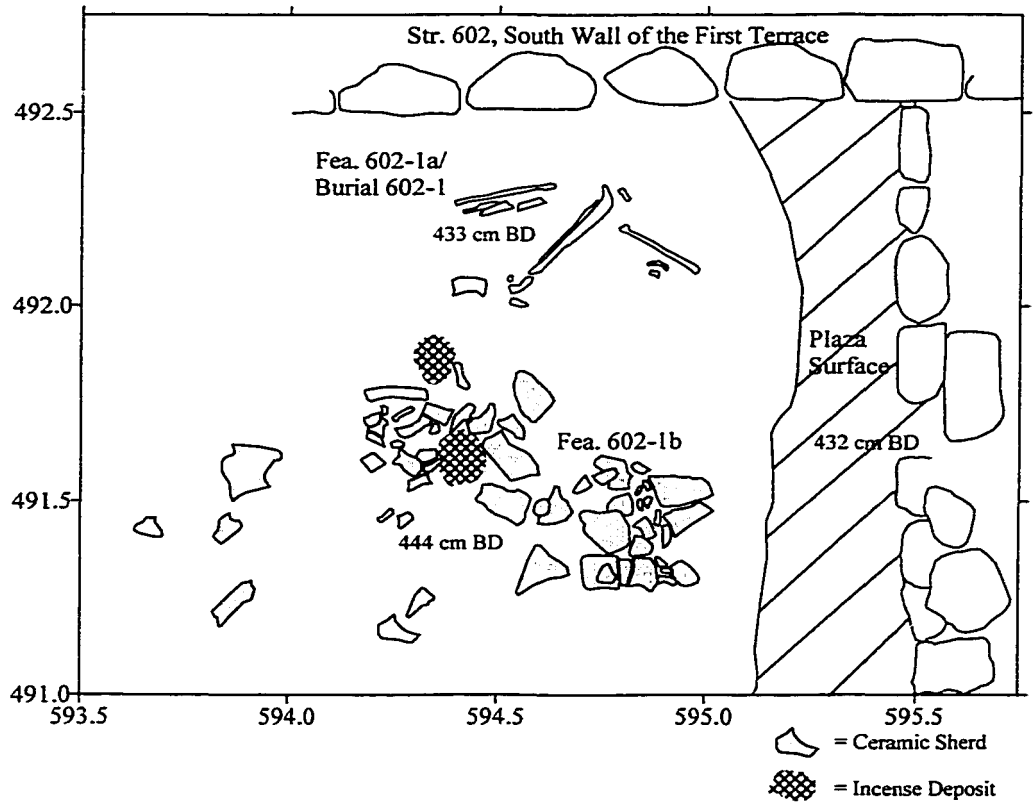 Str. 602, South Wall of the First Terrace
492.5
Fea. 602-1a/
Burial 602-1
433 cm BD
492.0
Plaza
Surface
Fea. 602-1b
432 cm BD
491.5
444 cm BD
491.0
593.5 594.0 594.5 595.0 595.5
= Ceramic Sherd
= Incense Deposit